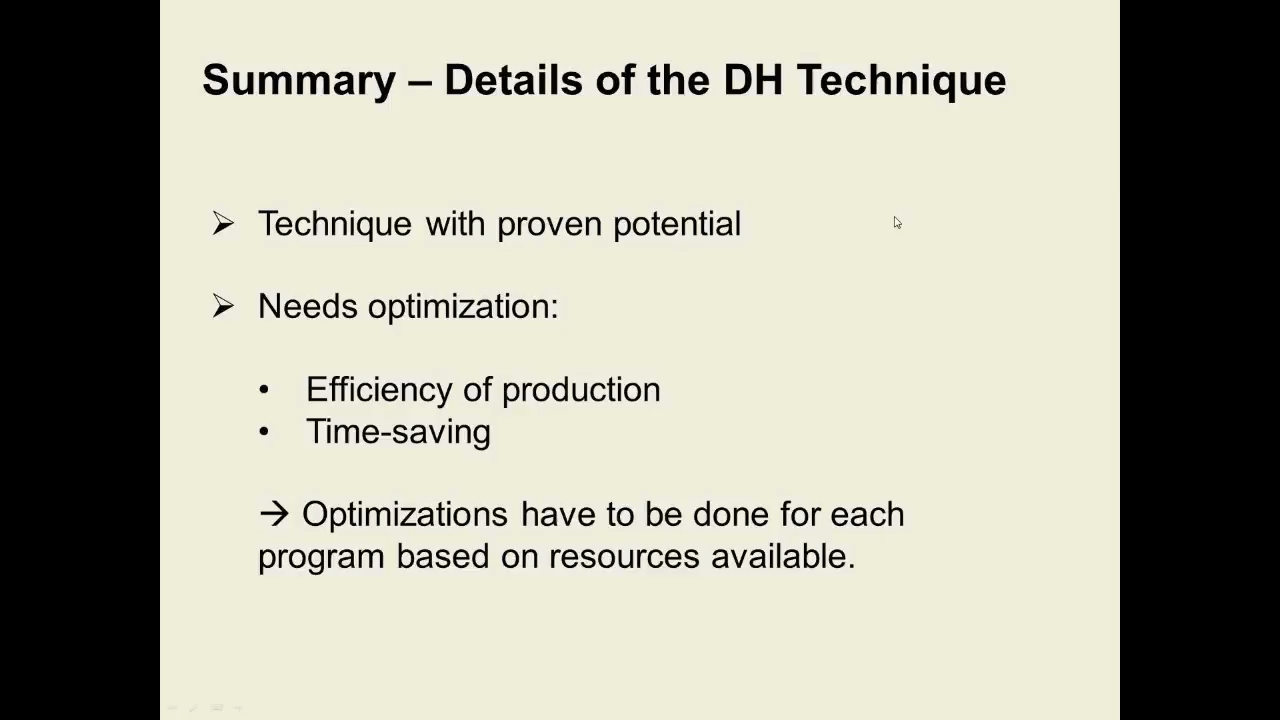 Summary – Details of the DH Technique
➢ Technique with proven potential
➢ Needs optimization:
• Efficiency of production
• Time-saving
→ Optimizations have to be done for each
program based on resources available.